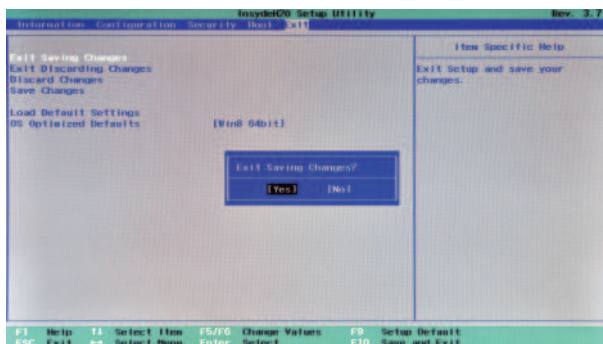 InsydeH20 Setup Utility Rev. 3.7
Information Configuration Security Boot Exit
Exit Saving Changes
Exit Discarding Changes
Discard Changes
Save Changes
Load Default Settings
OS Optimized Defaults [Win8 64bit]
Item Specific Help
Exit Setup and save your
changes.
Exit Saving Changes?
[Yes] [No]
F1 Help ↑↓ Select Item F5/F6 Change Values F9 Setup Default
ESC Exit ↔ Select Menu Enter Select F10 Save and Exit